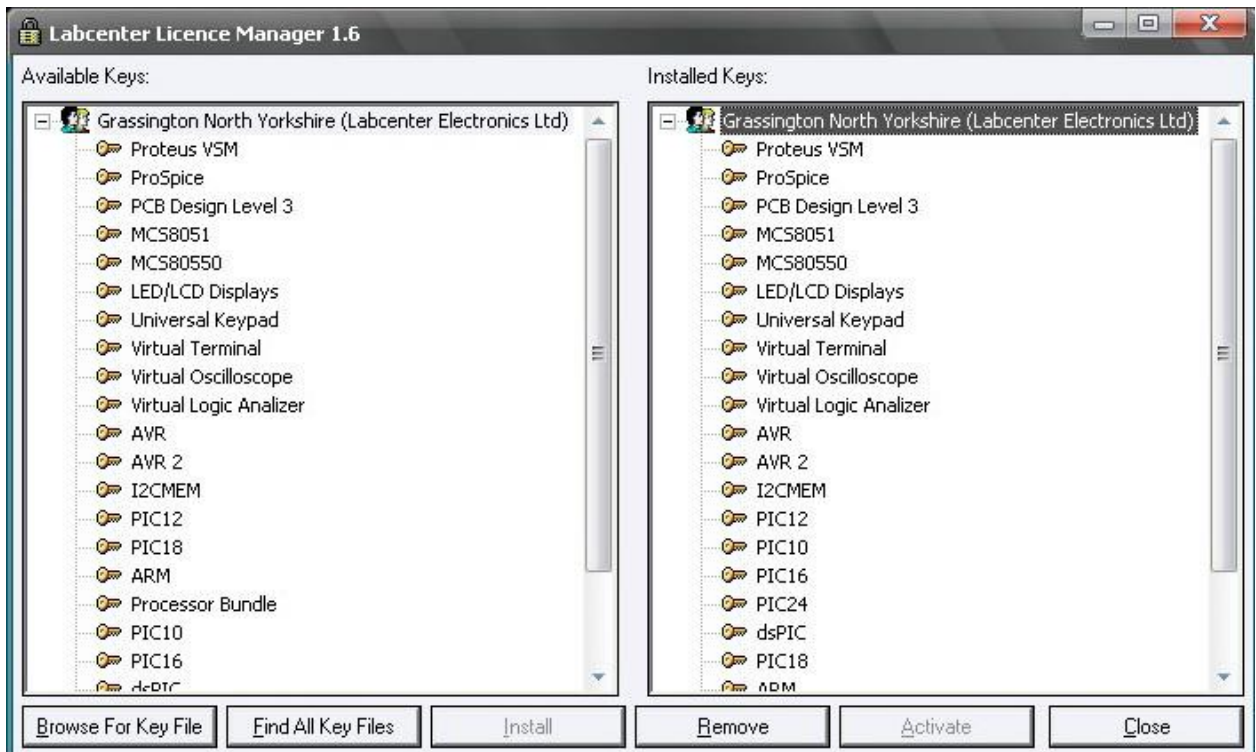 Labcenter Licence Manager 1.6
Available Keys:
Grassington North Yorkshire (Labcenter Electronics Ltd)
Proteus VSM
ProSpice
PCB Design Level 3
MCS8051
MCS80550
LED/LCD Displays
Universal Keypad
Virtual Terminal
Virtual Oscilloscope
Virtual Logic Analizer
AVR
AVR 2
I2CMEM
PIC12
PIC18
ARM
Processor Bundle
PIC10
PIC16
dsPIC
Installed Keys:
Grassington North Yorkshire (Labcenter Electronics Ltd)
Proteus VSM
ProSpice
PCB Design Level 3
MCS8051
MCS80550
LED/LCD Displays
Universal Keypad
Virtual Terminal
Virtual Oscilloscope
Virtual Logic Analizer
AVR
AVR 2
I2CMEM
PIC12
PIC10
PIC16
PIC24
dsPIC
PIC18
ARM
Browse For Key File
Find All Key Files
Install
Remove
Activate
Close